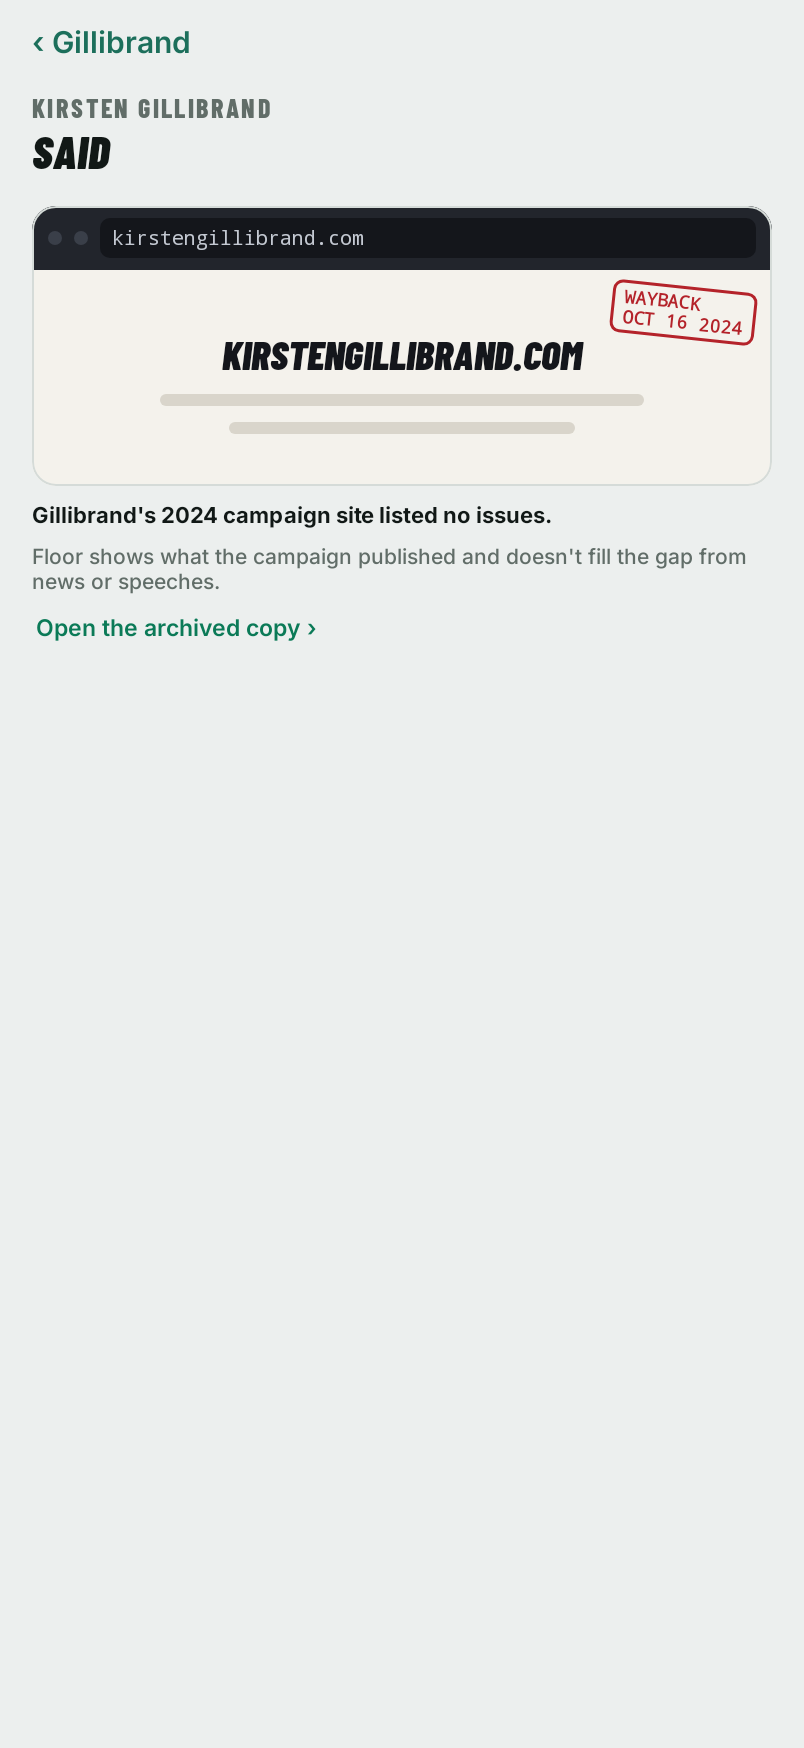 ‹ Gillibrand
KIRSTEN GILLIBRAND
SAID
kirstengillibrand.com
WAYBACK
OCT 16 2024
KIRSTENGILLIBRAND.COM
Gillibrand's 2024 campaign site listed no issues.
Floor shows what the campaign published and doesn't fill the gap from
news or speeches.
Open the archived copy ›